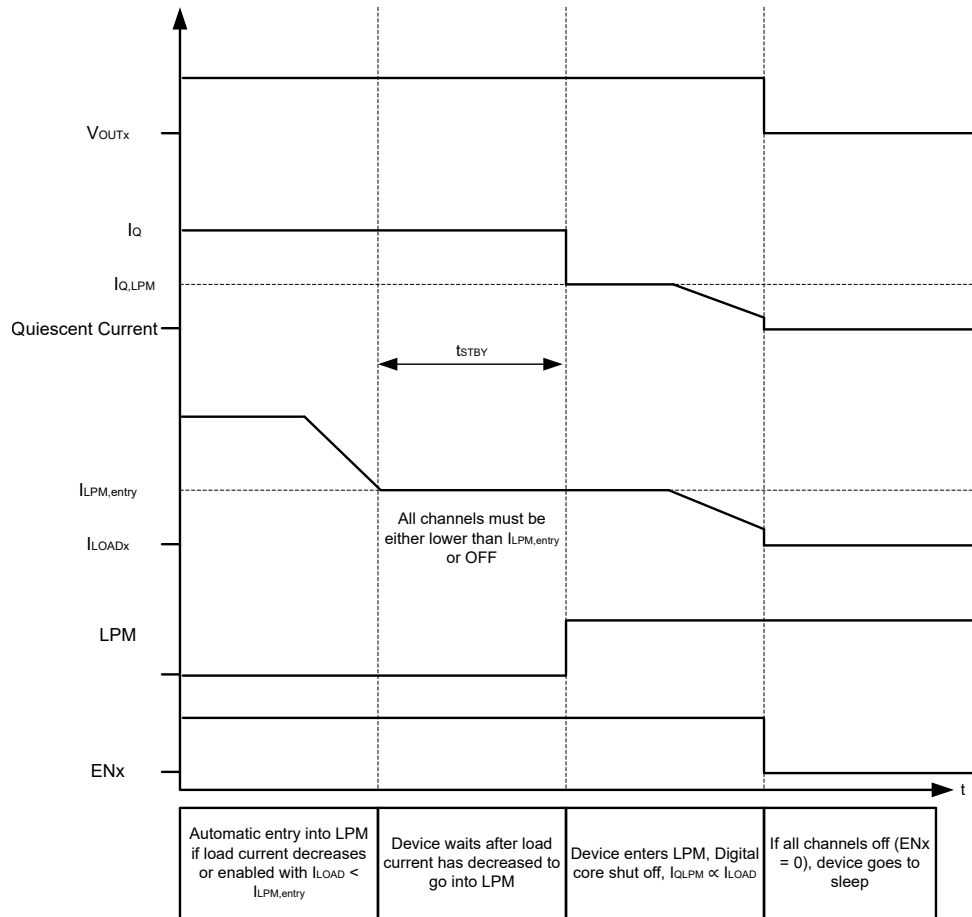 VOUTx
IQ
IQ,LPM
Quiescent Current
tSTBY
ILPM,entry
All channels must be
either lower than ILPM,entry
or OFF
ILOADx
LPM
ENx
t
Automatic entry into LPM
if load current decreases
or enabled with ILOAD <
ILPM,entry
Device waits after load
current has decreased to
go into LPM
Device enters LPM, Digital
core shut off, IQLPM ∝ ILOAD
If all channels off (ENx
= 0), device goes to
sleep